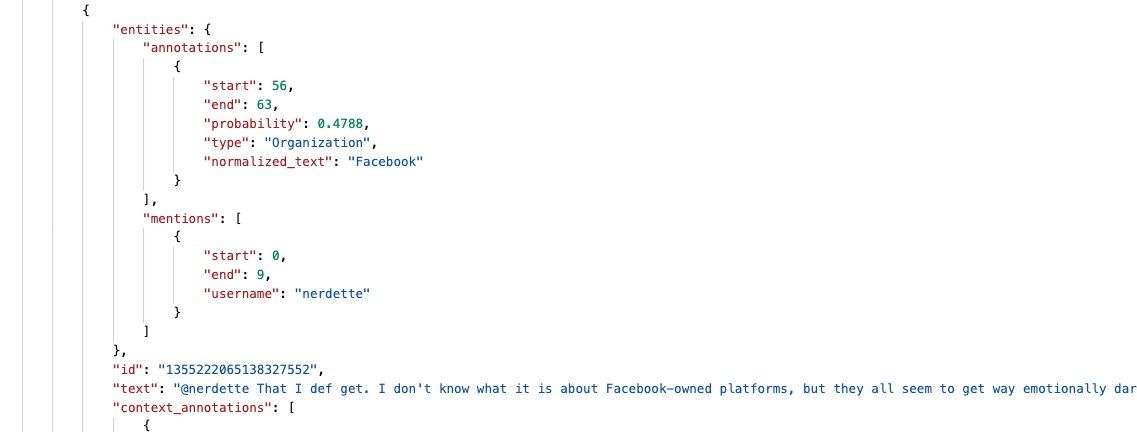 {
"entities": {
"annotations": [
{
"start": 56,
"end": 63,
"probability": 0.4788,
"type": "Organization",
"normalized_text": "Facebook"
}
],
"mentions": [
{
"start": 0,
"end": 9,
"username": "nerdette"
}
]
},
"id": "1355222065138327552",
"text": "@nerdette That I def get. I don't know what it is about Facebook-owned platforms, but they all seem to get way emotionally dar
"context_annotations": [
{